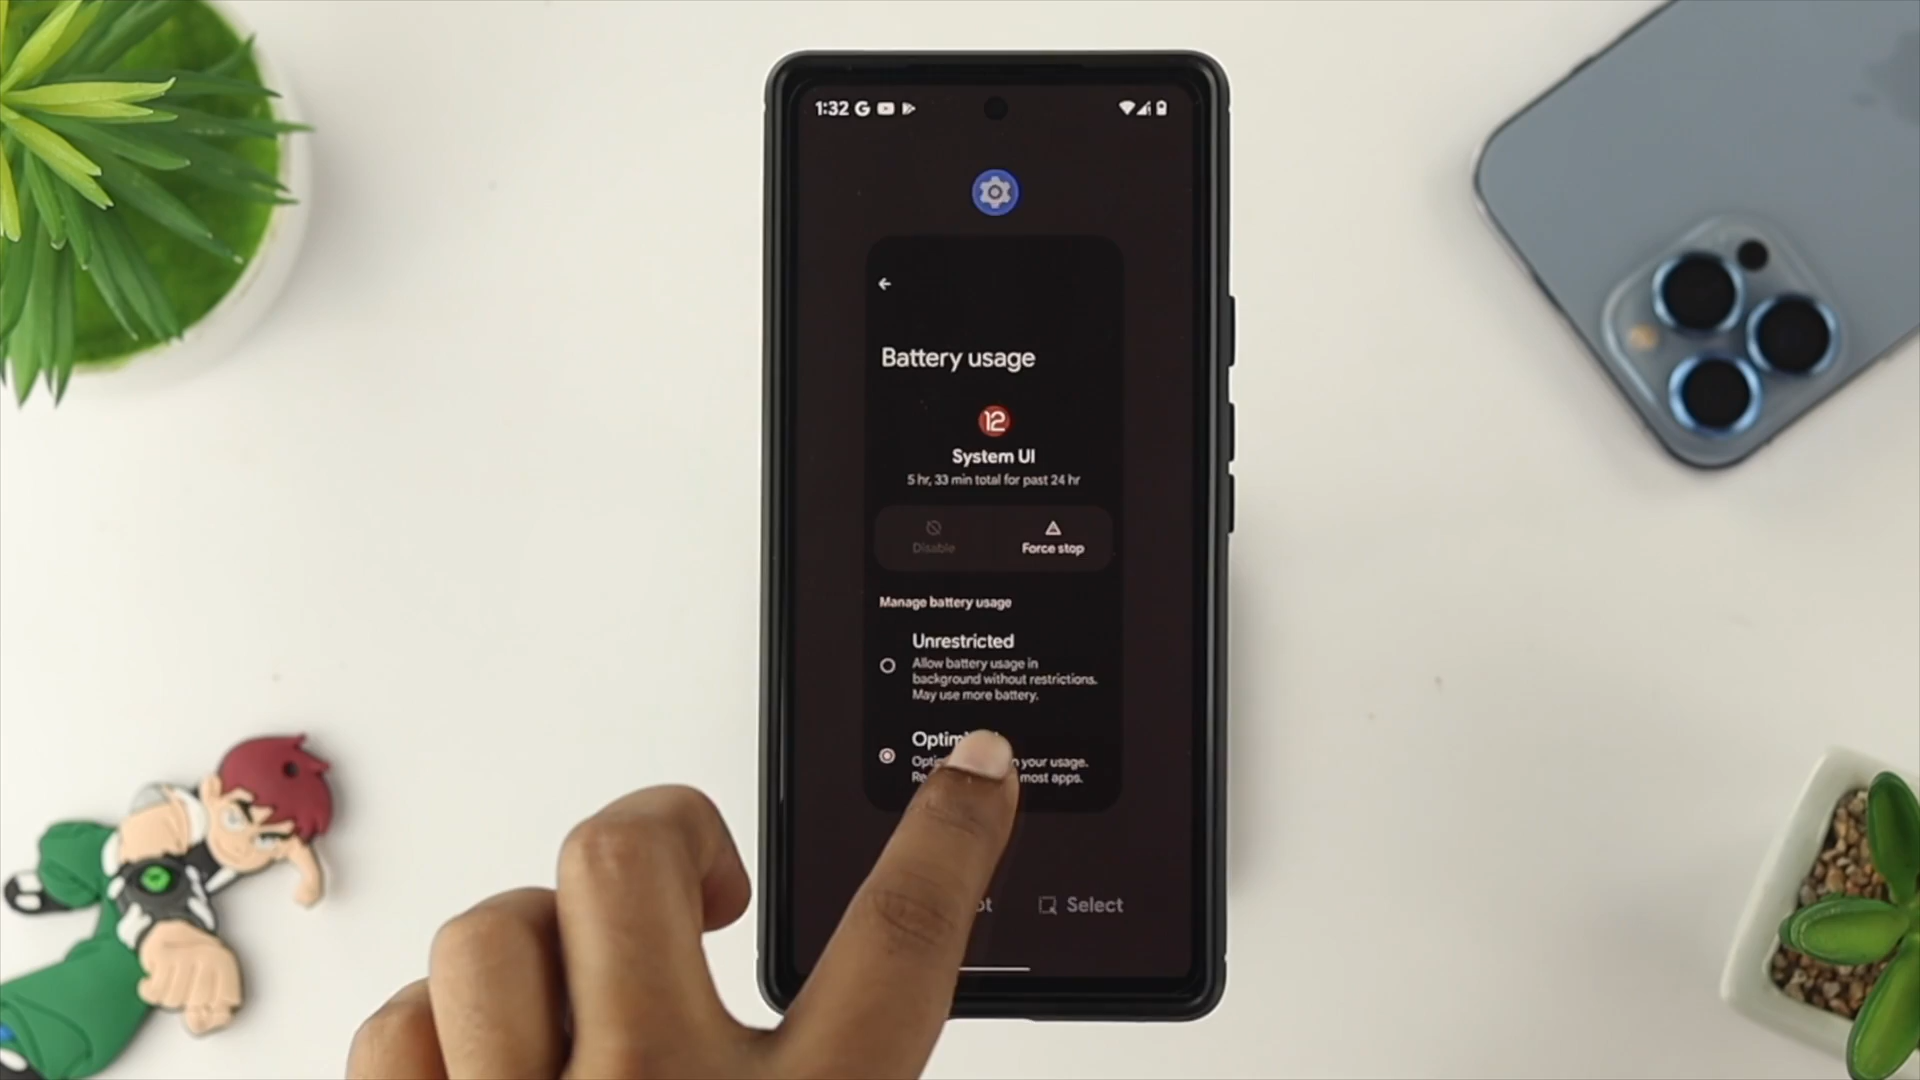 1:32
Battery usage
12
System UI
5 hr, 33 min total for past 24 hr
Disable
Force stop
Manage battery usage
Unrestricted
Allow battery usage in
background without restrictions.
May use more battery.
your usage.
most apps.
Select